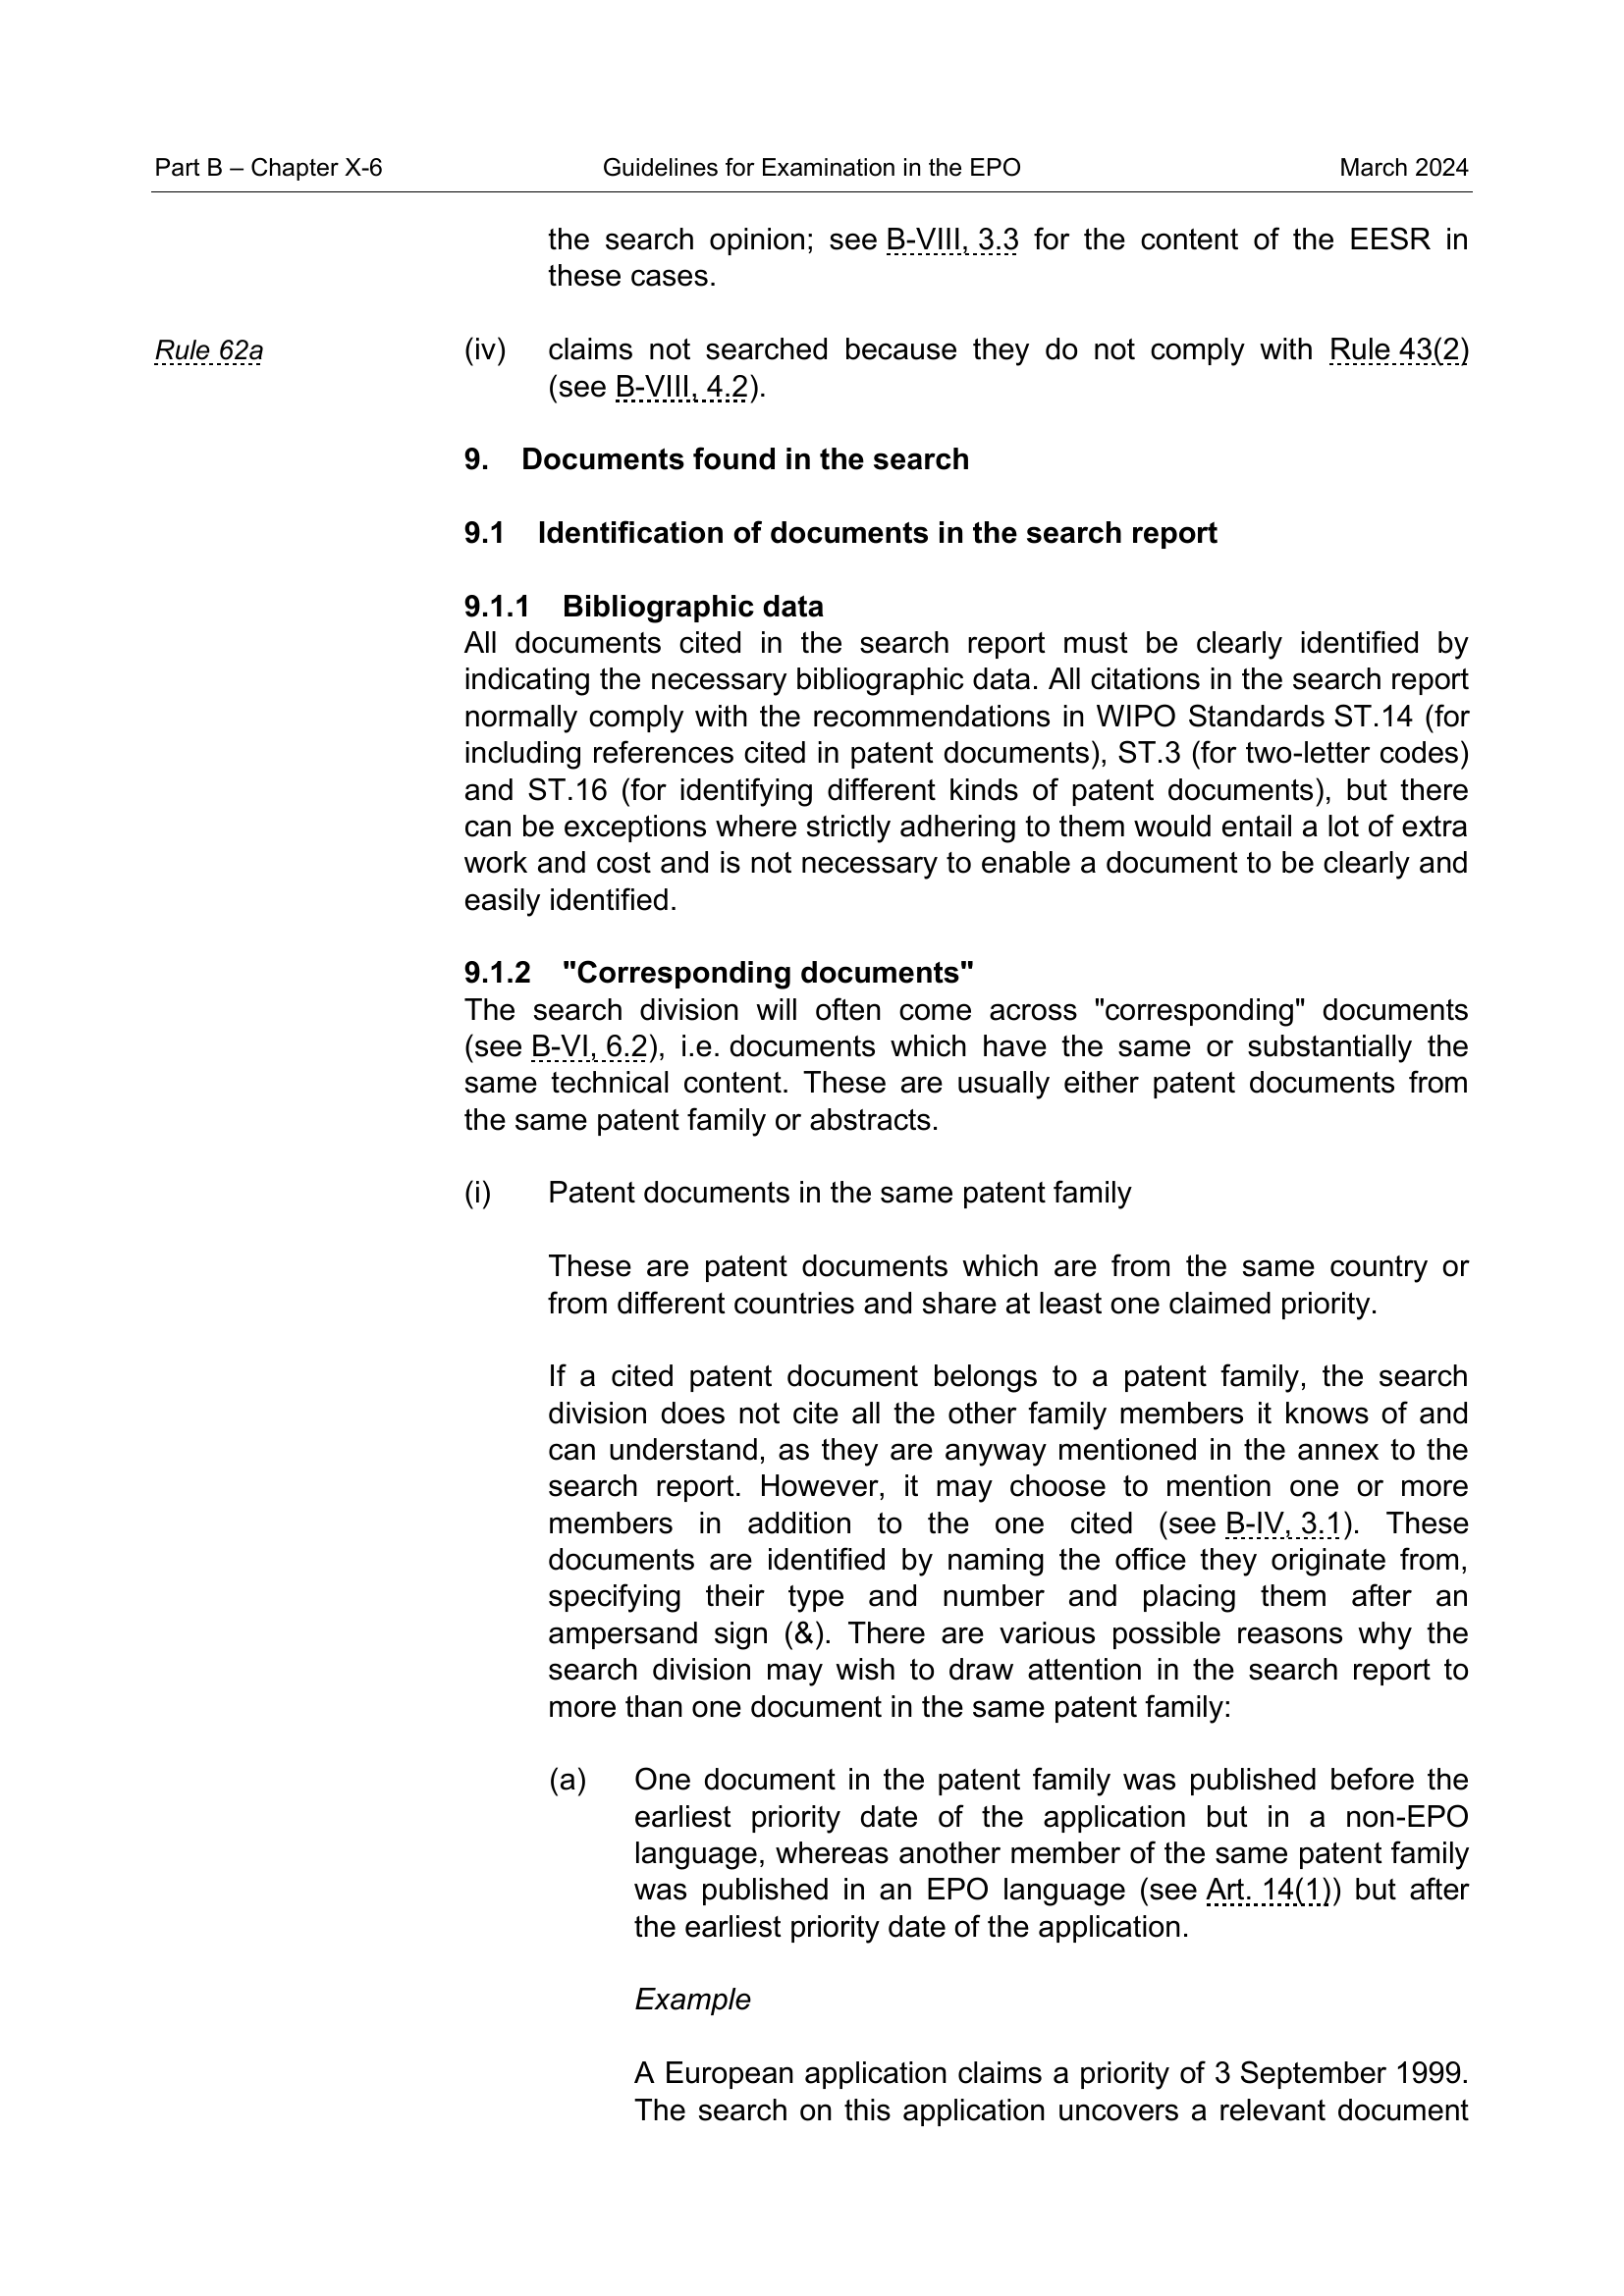 Part B – Chapter X-6 Guidelines for Examination in the EPO March 2024
the search opinion; see B-VIII, 3.3 for the content of the EESR in
these cases.
Rule 62a (iv) claims not searched because they do not comply with Rule 43(2)
(see B-VIII, 4.2).
9. Documents found in the search
9.1 Identification of documents in the search report
9.1.1 Bibliographic data
All documents cited in the search report must be clearly identified by
indicating the necessary bibliographic data. All citations in the search report
normally comply with the recommendations in WIPO Standards ST.14 (for
including references cited in patent documents), ST.3 (for two-letter codes)
and ST.16 (for identifying different kinds of patent documents), but there
can be exceptions where strictly adhering to them would entail a lot of extra
work and cost and is not necessary to enable a document to be clearly and
easily identified.
9.1.2 "Corresponding documents"
The search division will often come across "corresponding" documents
(see B-VI, 6.2), i.e. documents which have the same or substantially the
same technical content. These are usually either patent documents from
the same patent family or abstracts.
(i) Patent documents in the same patent family
These are patent documents which are from the same country or
from different countries and share at least one claimed priority.
If a cited patent document belongs to a patent family, the search
division does not cite all the other family members it knows of and
can understand, as they are anyway mentioned in the annex to the
search report. However, it may choose to mention one or more
members in addition to the one cited (see B-IV, 3.1). These
documents are identified by naming the office they originate from,
specifying their type and number and placing them after an
ampersand sign (&). There are various possible reasons why the
search division may wish to draw attention in the search report to
more than one document in the same patent family:
(a) One document in the patent family was published before the
earliest priority date of the application but in a non-EPO
language, whereas another member of the same patent family
was published in an EPO language (see Art. 14(1)) but after
the earliest priority date of the application.
Example
A European application claims a priority of 3 September 1999.
The search on this application uncovers a relevant document